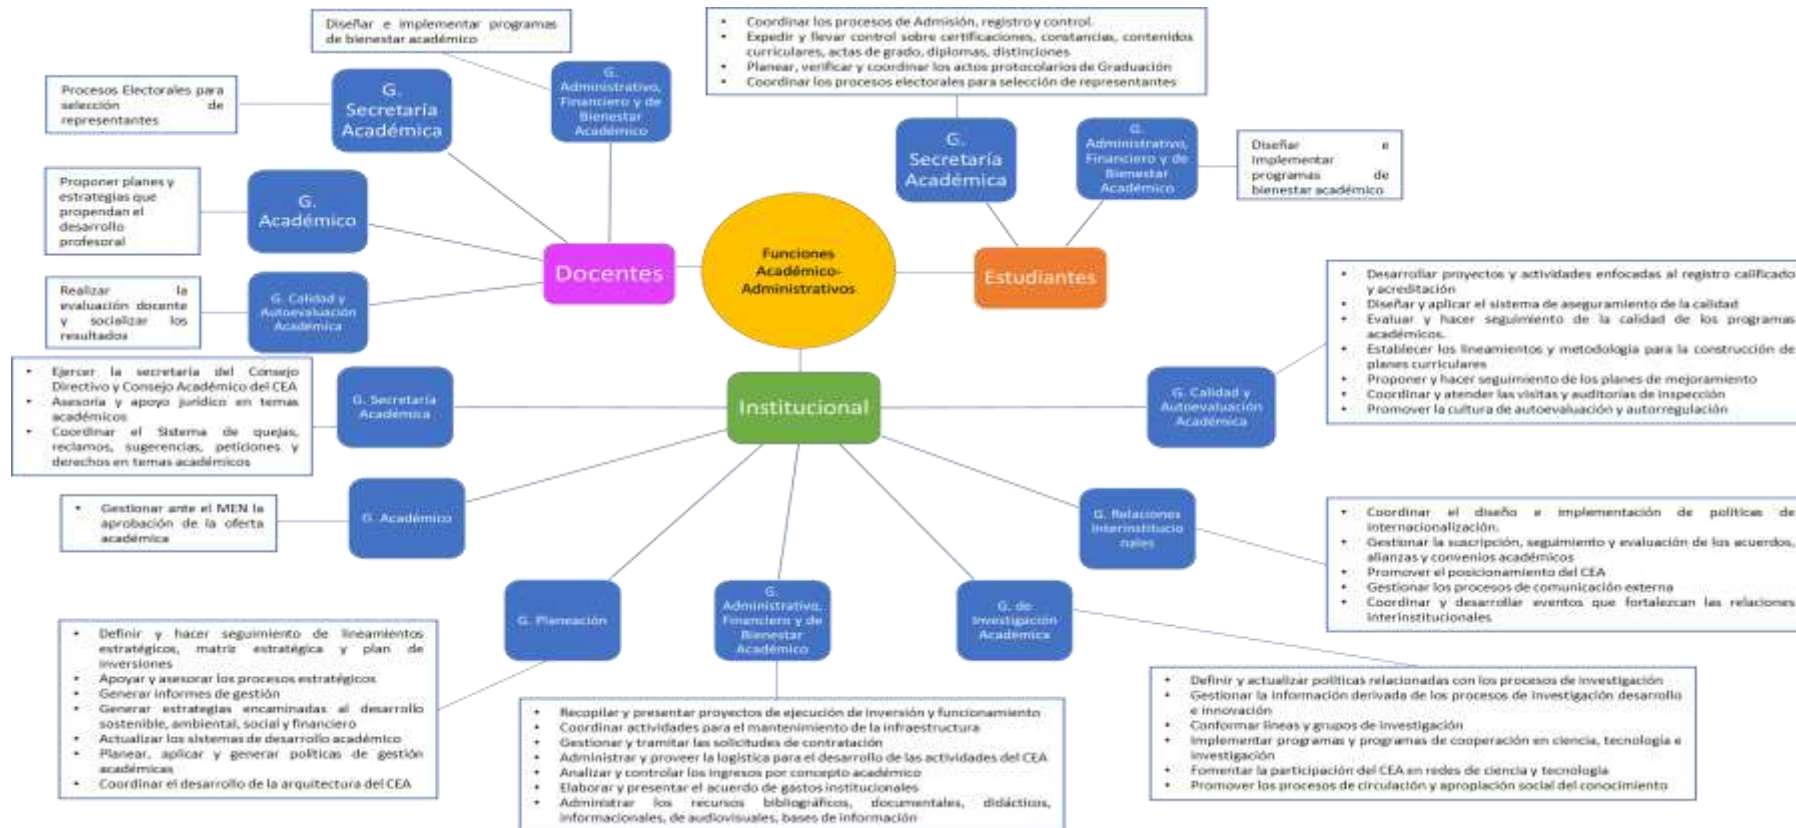 Diseñar e implementar programas
de bienestar académico
Procesos Electorales para
selección de
representantes
G.
Secretaría
Académica
G.
Administrativo,
Financiero y de
Bienestar
Académico
Proponer planes y
estrategias que
propendan el
desarrollo
profesoral
G.
Académico
Realizar la
evaluación docente
y socializar los
resultados
G. Calidad y
Autoevaluación
Académica
Docentes
Funciones
Académico-
Administrativos
• Coordinar los procesos de Admisión, registro y control.
• Expedir y llevar control sobre certificaciones, constancias, contenidos
curriculares, actas de grado, diplomas, distinciones
• Planear, verificar y coordinar los actos protocolarios de Graduación
• Coordinar los procesos electorales para selección de representantes
G.
Secretaría
Académica
G.
Administrativo,
Financiero y de
Bienestar
Académico
Diseñar e
implementar
programas de
bienestar académico
Estudiantes
• Ejercer la secretaría del Consejo
Directivo y Consejo Académico del CEA
• Asesoría y apoyo jurídico en temas
académicos
• Coordinar el Sistema de quejas,
reclamos, sugerencias, peticiones y
derechos en temas académicos
G. Secretaría
Académica
Institucional
G. Calidad y
Autoevaluación
Académica
• Desarrollar proyectos y actividades enfocadas al registro calificado
y acreditación
• Diseñar y aplicar el sistema de aseguramiento de la calidad
• Evaluar y hacer seguimiento de la calidad de los programas
académicos.
• Establecer los lineamientos y metodología para la construcción de
planes curriculares
• Proponer y hacer seguimiento de los planes de mejoramiento
• Coordinar y atender las visitas y auditorías de inspección
• Promover la cultura de autoevaluación y autorregulación
• Gestionar ante el MEN la
aprobación de la oferta
académica
G. Académico
G. Relaciones
Interinstitucio
nales
• Coordinar el diseño e implementación de políticas de
internacionalización.
• Gestionar la suscripción, seguimiento y evaluación de los acuerdos,
alianzas y convenios académicos
• Promover el posicionamiento del CEA
• Gestionar los procesos de comunicación externa
• Coordinar y desarrollar eventos que fortalezcan las relaciones
interinstitucionales
G. Planeación
G.
Administrativo,
Financiero y de
Bienestar
Académico
G. de
Investigación
Académica
• Definir y hacer seguimiento de lineamientos
estratégicos, matriz estratégica y plan de
inversiones
• Apoyar y asesorar los procesos estratégicos
• Generar informes de gestión
• Generar estrategias encaminadas al desarrollo
sostenible, ambiental, social y financiero
• Actualizar los sistemas de desarrollo académico
• Planear, aplicar y generar políticas de gestión
académicas
• Coordinar el desarrollo de la arquitectura del CEA
• Recopilar y presentar proyectos de ejecución de inversión y funcionamiento
• Coordinar actividades para el mantenimiento de la infraestructura
• Gestionar y tramitar las solicitudes de contratación
• Administrar y proveer la logística para el desarrollo de las actividades del CEA
• Analizar y controlar los ingresos por concepto académico
• Elaborar y presentar el acuerdo de gastos institucionales
• Administrar los recursos bibliográficos, documentales, didácticos,
informacionales, de audiovisuales, bases de información
• Definir y actualizar políticas relacionadas con los procesos de investigación
• Gestionar la información derivada de los procesos de investigación desarrollo
e innovación
• Conformar líneas y grupos de investigación
• Implementar programas y programas de cooperación en ciencia, tecnología e
investigación
• Fomentar la participación del CEA en redes de ciencia y tecnología
• Promover los procesos de circulación y apropiación social del conocimiento